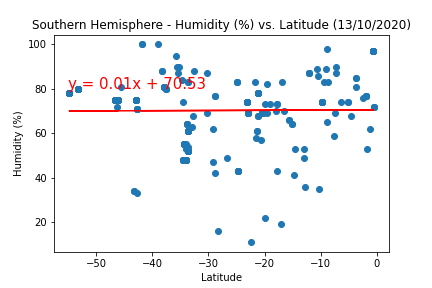 Southern Hemisphere - Humidity (%) vs. Latitude (13/10/2020)
100
y = 0.01x + 70.53
80
60
40
20
Humidity (%)
−50 −40 −30 −20 −10 0
Latitude